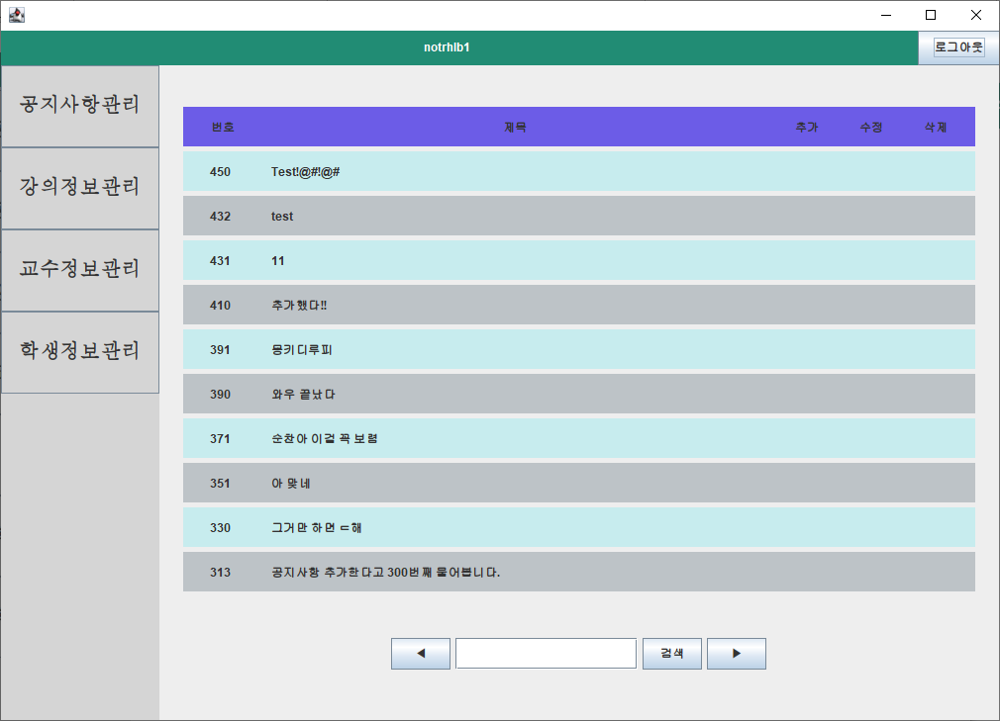 notrhlb1
로그아웃
공지사항관리
강의정보관리
교수정보관리
학생정보관리
번호 제목 추가 수정 삭제
450 Test!@#!@#
432 test
431 11
410 추가했다!!
391 몽키디루피
390 와우 끝났다
371 순찬아 이걸 꼭 보렴
351 아 맞네
330 그거만 하면 ㄷ해
313 공지사항 추가한다고 300번째 물어봅니다.
◀ 검색 ▶